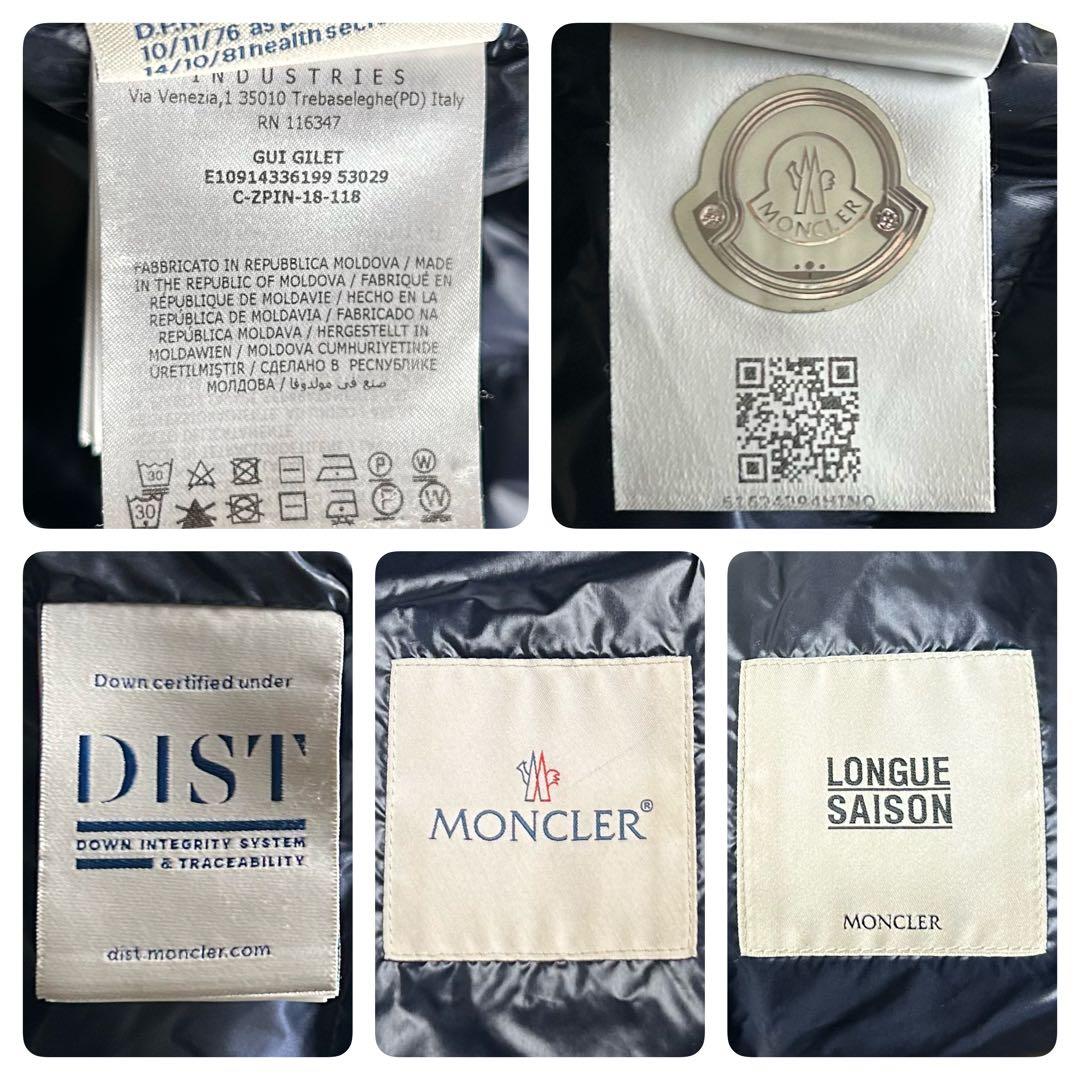 10/11/76 as
14/10/81 health
INDUSTRIES
Via Venezia,1 35010 Trebaseleghe(PD) Italy
RN 116347
GUI GILET
E10914336199 53029
C-ZPIN-18-118
FABBRICATO IN REPUBBLICA MOLDOVA / MADE
IN THE REPUBLIC OF MOLDOVA / FABRIQUÉ EN
RÉPUBLIQUE DE MOLDAVIE / HECHO EN LA
REPÚBLICA DE MOLDAVIA / FABRICADO NA
REPÚBLICA MOLDAVA / HERGESTELLT IN
MOLDAWIEN / MOLDOVA CUMHURIYETINDE
ÜRETILMIŞTIR / СДЕЛАНО В РЕСПУБЛИКЕ
МОЛДОВА / صنع في مولدوفا
30
P
W
30
P
W
MONCLER
Down certified under
DIST
DOWN INTEGRITY SYSTEM
& TRACEABILITY
dist.moncler.com
MONCLER®
LONGUE
SAISON
MONCLER